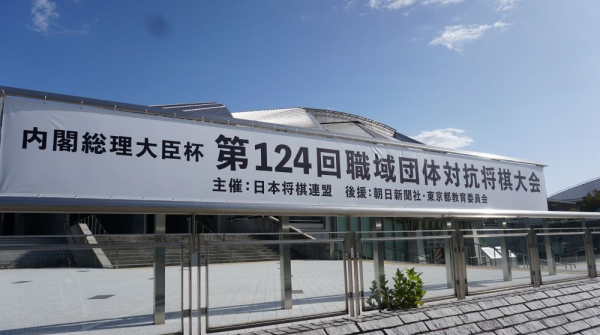 内閣総理大臣杯 第124回職域団体対抗将棋大会
主催：日本将棋連盟 後援：朝日新聞社・東京都教育委員会